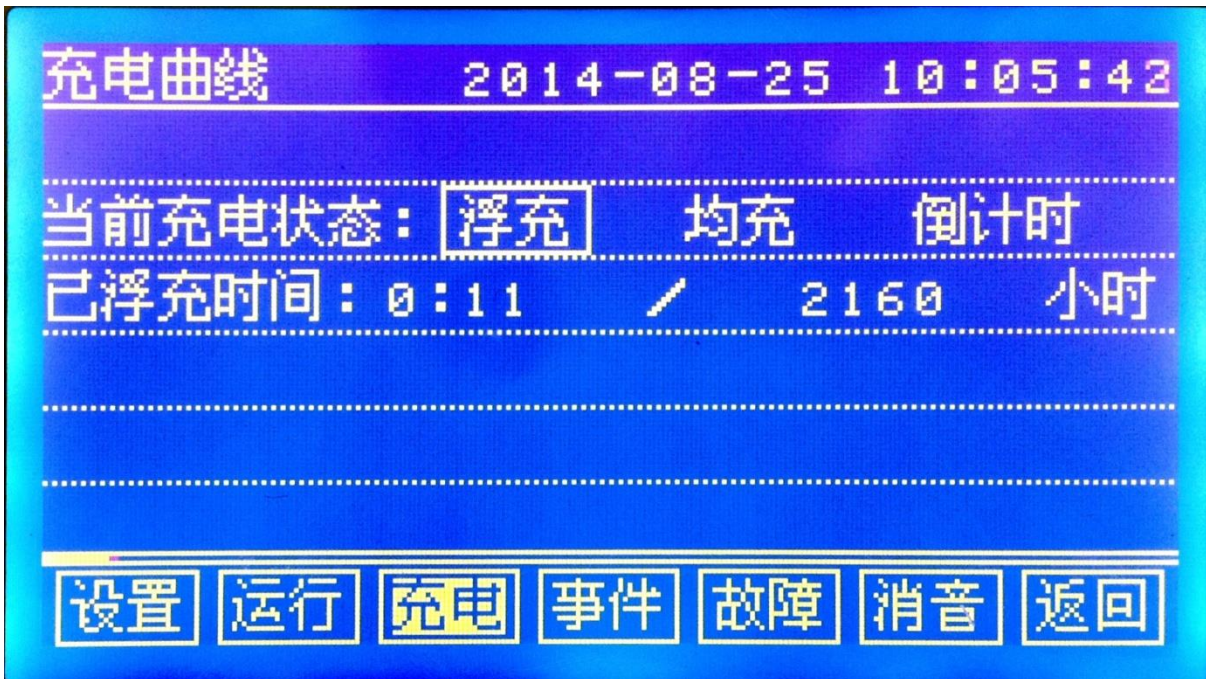 充电曲线 2014-08-25 10:05:42
当前充电状态: 浮充 均充 倒计时
已浮充时间: 0:11 / 2160 小时
设置 运行 充电 事件 故障 消音 返回